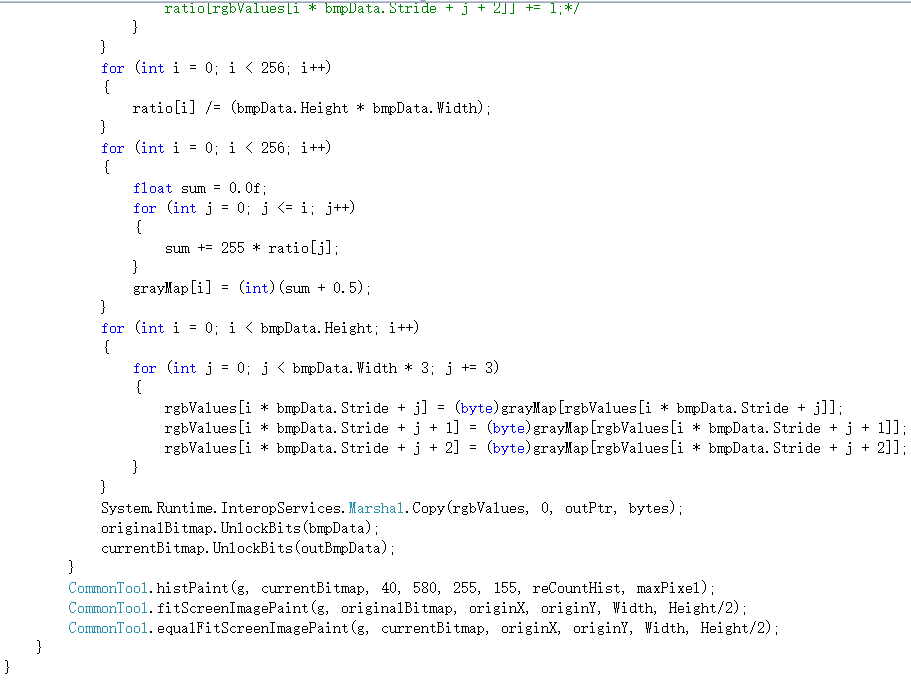 ratio[rgbValues[i * bmpData.Stride + j + 2]] += 1;*/
}
}
for (int i = 0; i < 256; i++)
{
ratio[i] /= (bmpData.Height * bmpData.Width);
}
for (int i = 0; i < 256; i++)
{
float sum = 0.0f;
for (int j = 0; j <= i; j++)
{
sum += 255 * ratio[j];
}
grayMap[i] = (int)(sum + 0.5);
}
for (int i = 0; i < bmpData.Height; i++)
{
for (int j = 0; j < bmpData.Width * 3; j += 3)
{
rgbValues[i * bmpData.Stride + j] = (byte)grayMap[rgbValues[i * bmpData.Stride + j]];
rgbValues[i * bmpData.Stride + j + 1] = (byte)grayMap[rgbValues[i * bmpData.Stride + j + 1]];
rgbValues[i * bmpData.Stride + j + 2] = (byte)grayMap[rgbValues[i * bmpData.Stride + j + 2]];
}
}
System.Runtime.InteropServices.Marshal.Copy(rgbValues, 0, outPtr, bytes);
originalBitmap.UnlockBits(bmpData);
currentBitmap.UnlockBits(outBmpData);
}
CommonTool.histPaint(g, currentBitmap, 40, 580, 255, 155, reCountHist, maxPixel);
CommonTool.fitScreenImagePaint(g, originalBitmap, originX, originY, Width, Height/2);
CommonTool.equalFitScreenImagePaint(g, currentBitmap, originX, originY, Width, Height/2);
}
}